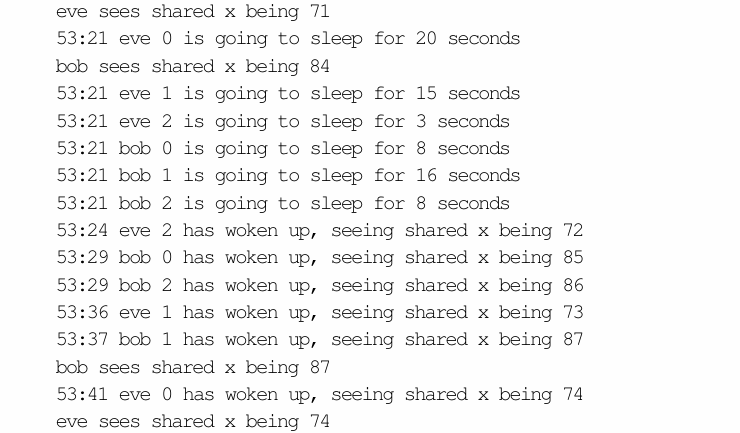 eve sees shared x being 71
53:21 eve 0 is going to sleep for 20 seconds
bob sees shared x being 84
53:21 eve 1 is going to sleep for 15 seconds
53:21 eve 2 is going to sleep for 3 seconds
53:21 bob 0 is going to sleep for 8 seconds
53:21 bob 1 is going to sleep for 16 seconds
53:21 bob 2 is going to sleep for 8 seconds
53:24 eve 2 has woken up, seeing shared x being 72
53:29 bob 0 has woken up, seeing shared x being 85
53:29 bob 2 has woken up, seeing shared x being 86
53:36 eve 1 has woken up, seeing shared x being 73
53:37 bob 1 has woken up, seeing shared x being 87
bob sees shared x being 87
53:41 eve 0 has woken up, seeing shared x being 74
eve sees shared x being 74